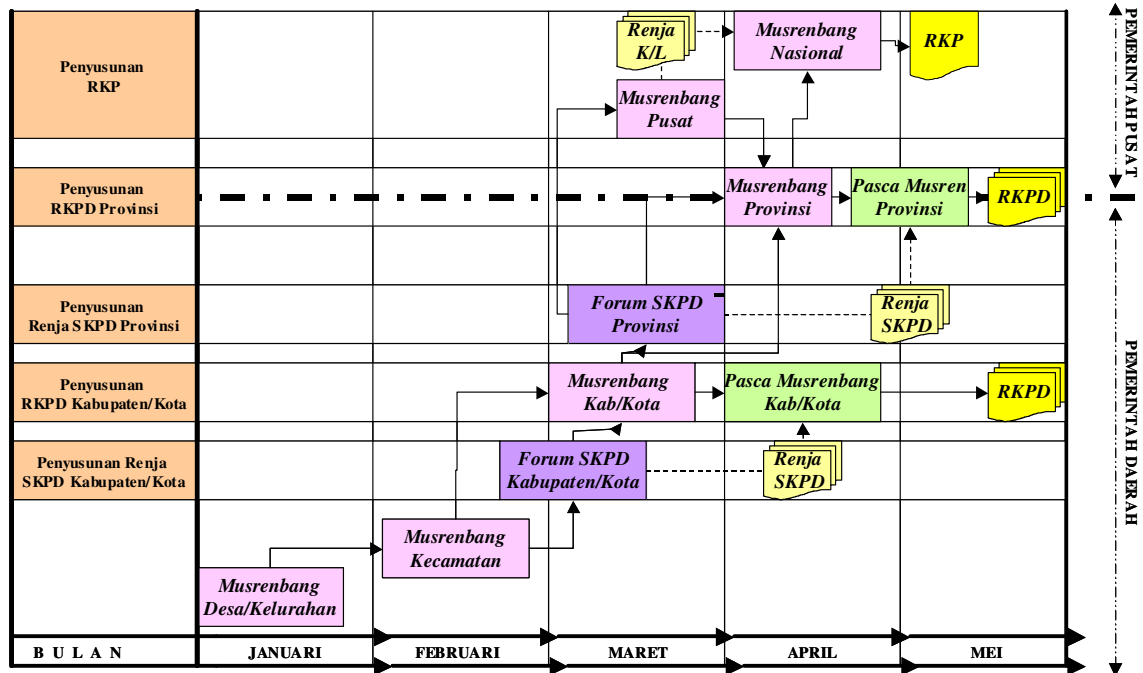 Penyusunan
RKP
Renja
K/L
Musrenbang
Nasional
RKP
Musrenbang
Pusat
PEMERINTAH PUSAT
Penyusunan
RKPD Provinsi
Musrenbang
Provinsi
Pasca Musren
Provinsi
RKPD
Penyusunan
Renja SKPD Provinsi
Forum SKPD
Provinsi
Renja
SKPD
Penyusunan
RKPD Kabupaten/Kota
Musrenbang
Kab/Kota
Pasca Musrenbang
Kab/Kota
RKPD
PEMERINTAH DAERAH
Penyusunan Renja
SKPD Kabupaten/Kota
Forum SKPD
Kabupaten/Kota
Renja
SKPD
Musrenbang
Kecamatan
Musrenbang
Desa/Kelurahan
B U L A N
JANUARI
FEBRUARI
MARET
APRIL
MEI